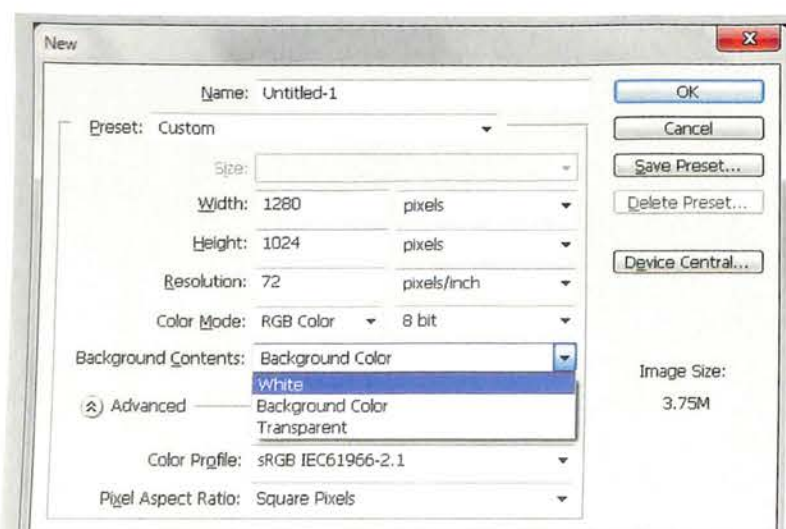 New
X
Name: Untitled-1
OK
Preset: Custom
Cancel
Size:
Save Preset...
Width: 1280 pixels
Delete Preset...
Height: 1024 pixels
Resolution: 72 pixels/inch
Device Central...
Color Mode: RGB Color 8 bit
Background Contents: Background Color
Image Size:
White
3.75M
Advanced
Background Color
Transparent
Color Profile: sRGB IEC61966-2.1
Pixel Aspect Ratio: Square Pixels